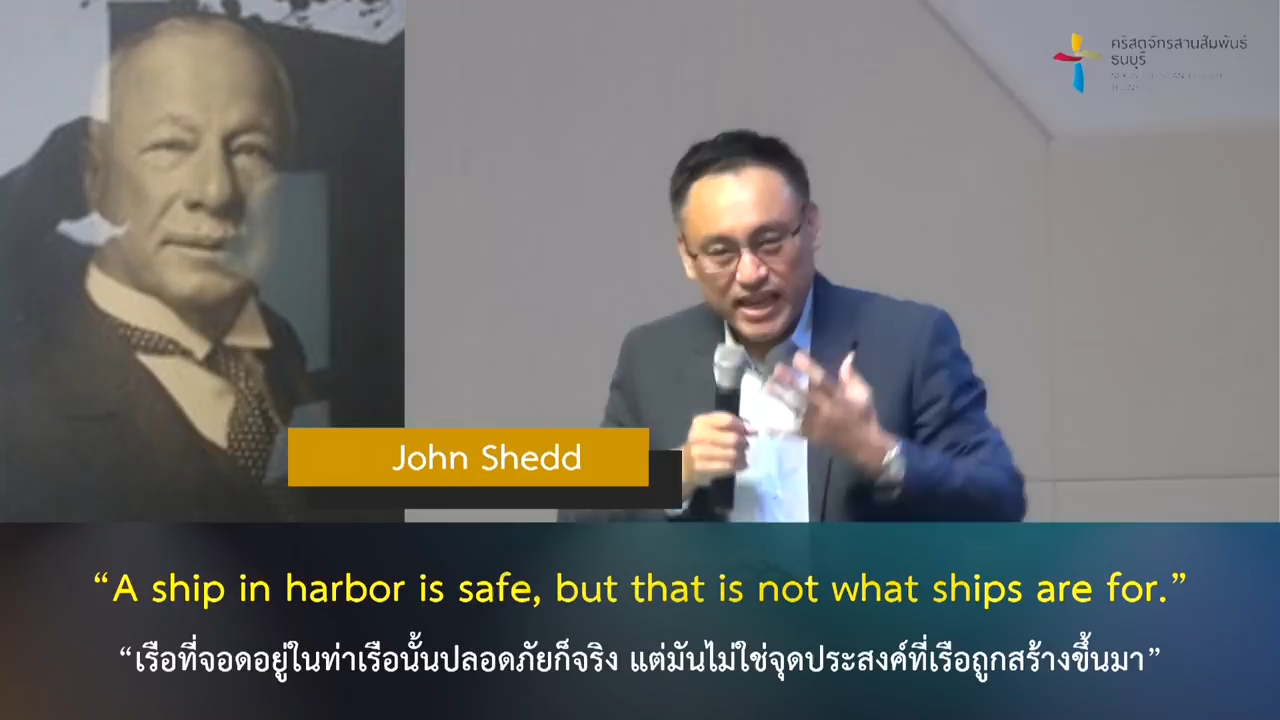 คริสตจักรสานสัมพันธ์
ธนบุรี
John Shedd
“A ship in harbor is safe, but that is not what ships are for.”
“เรือที่จอดอยู่ในท่าเรือนั้นปลอดภัยก็จริง แต่มันไม่ใช่จุดประสงค์ที่เรือถูกสร้างขึ้นมา”